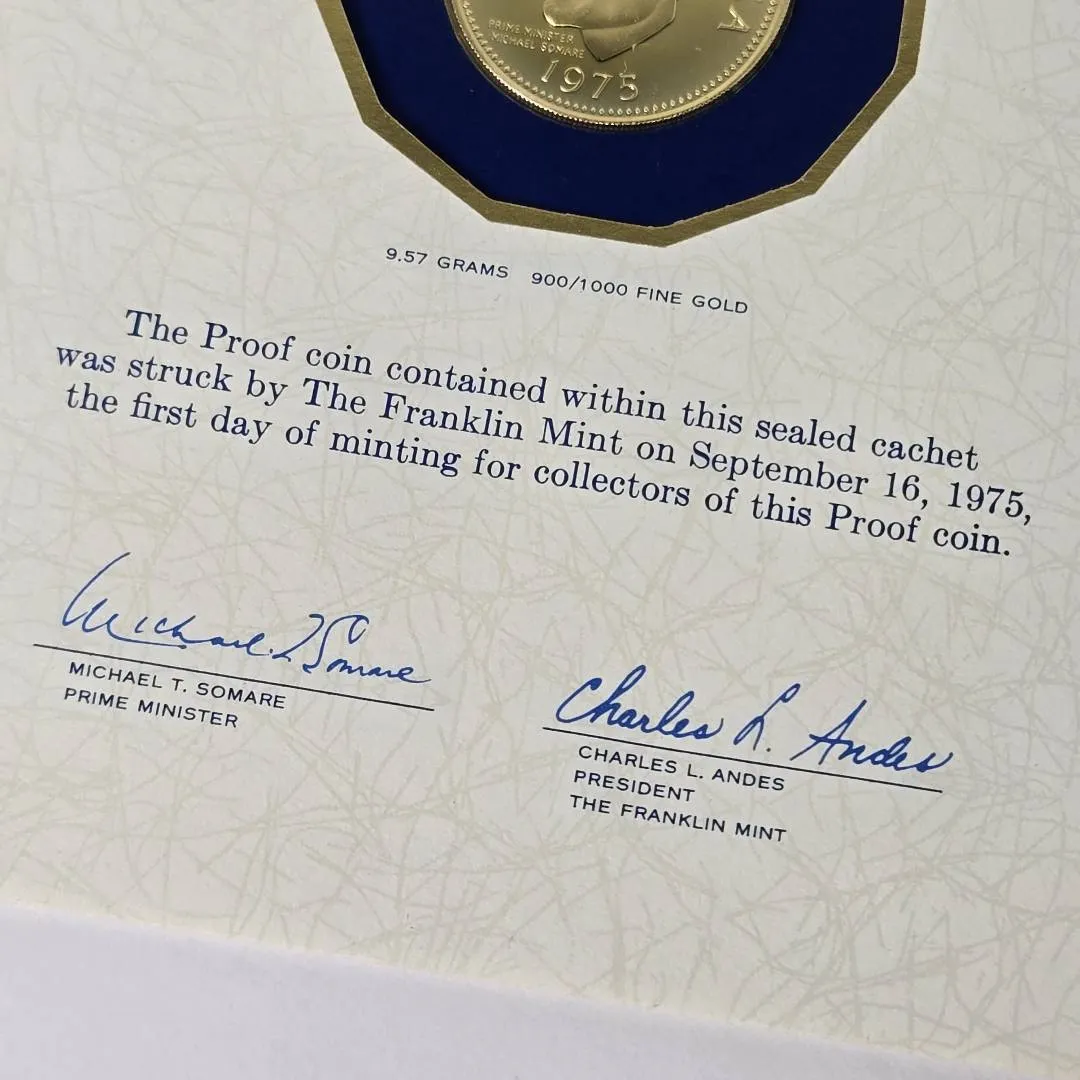 PRIME MINISTER
MICHAEL SOMARE
1975
9.57 GRAMS 900/1000 FINE GOLD
The Proof coin contained within this sealed cachet
was struck by The Franklin Mint on September 16, 1975,
the first day of minting for collectors of this Proof coin.
Michael T Somare
MICHAEL T. SOMARE
PRIME MINISTER
Charles L. Andes
CHARLES L. ANDES
PRESIDENT
THE FRANKLIN MINT